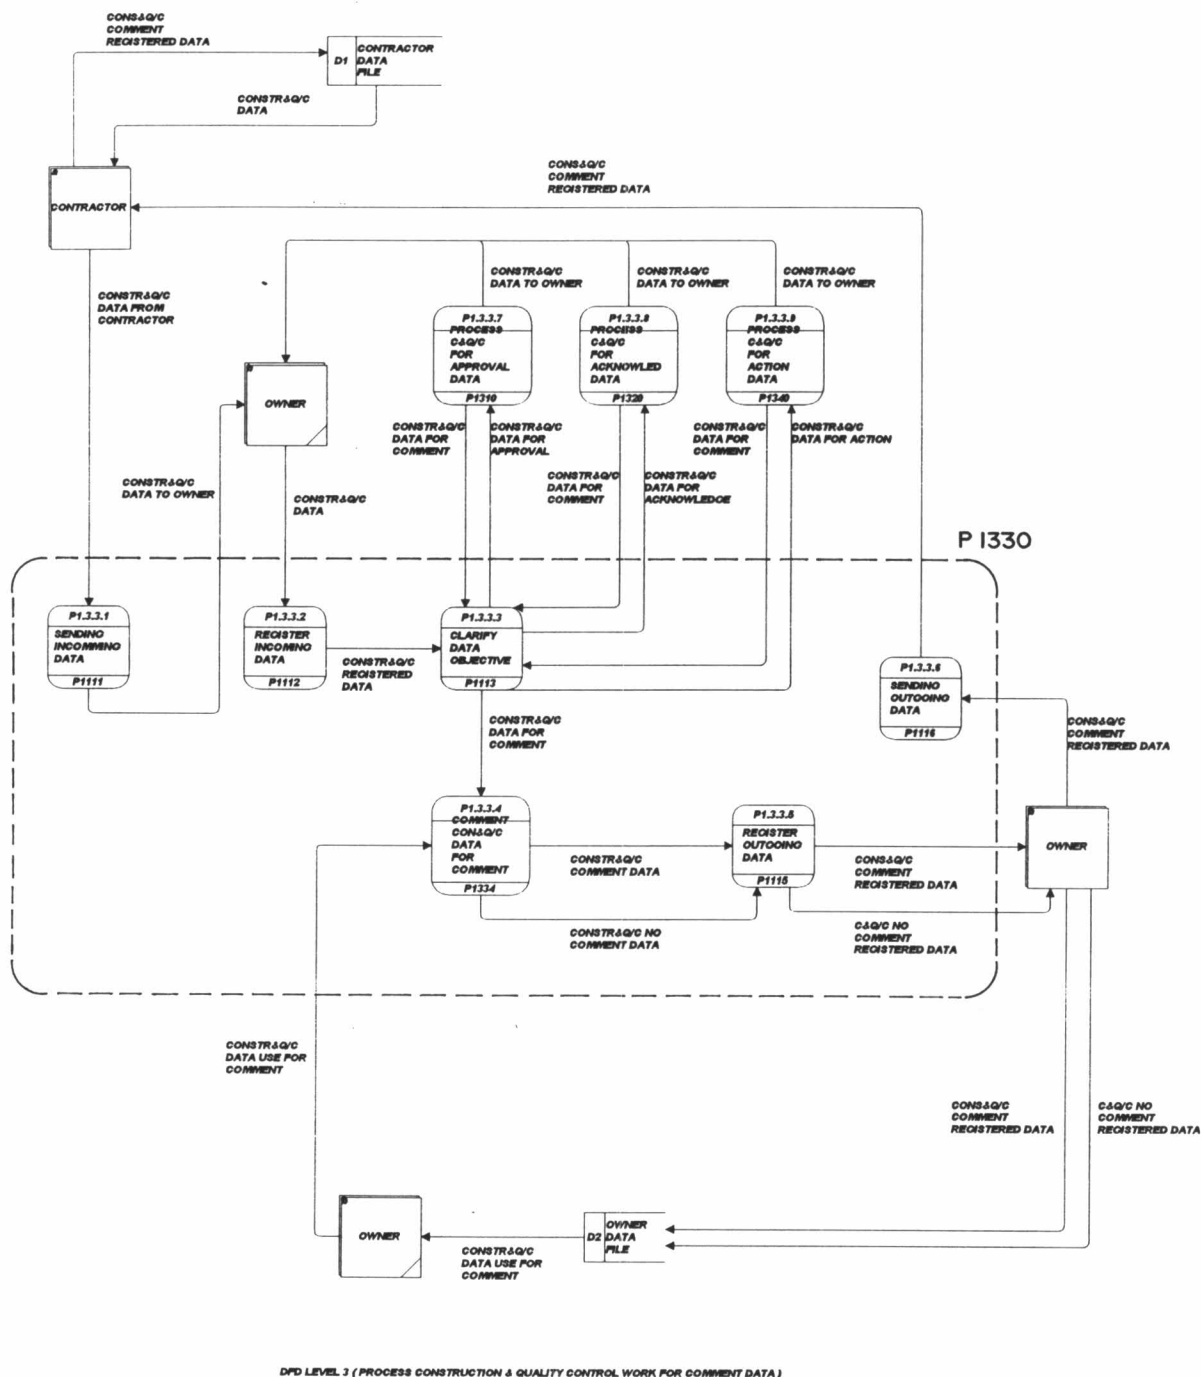 CONS&Q/C
COMMENT
REGISTERED DATA
D1
CONTRACTOR
DATA
FILE
CONSTR&Q/C
DATA
CONS&Q/C
COMMENT
REGISTERED DATA
CONTRACTOR
CONSTR&Q/C
DATA FROM
CONTRACTOR
CONSTR&Q/C
DATA TO OWNER
CONSTR&Q/C
DATA TO OWNER
CONSTR&Q/C
DATA TO OWNER
P1.3.3.7
PROCESS
C&Q/C
FOR
APPROVAL
DATA
P1310
P1.3.3.8
PROCESS
C&Q/C
FOR
ACKNOWLED
DATA
P1320
P1.3.3.9
PROCESS
C&Q/C
FOR
ACTION
DATA
P1340
OWNER
CONSTR&Q/C
DATA FOR
COMMENT
CONSTR&Q/C
DATA FOR
APPROVAL
CONSTR&Q/C
DATA FOR
COMMENT
CONSTR&Q/C
DATA FOR ACTION
CONSTR&Q/C
DATA FOR
COMMENT
CONSTR&Q/C
DATA FOR
ACKNOWLEDGE
CONSTR&Q/C
DATA TO OWNER
CONSTR&Q/C
DATA
P 1330
P1.3.3.1
SENDING
INCOMMING
DATA
P1111
P1.3.3.2
REGISTER
INCOMING
DATA
P1112
CONSTR&Q/C
REGISTERED
DATA
P1.3.3.3
CLARIFY
DATA
OBJECTIVE
P1113
P1.3.3.6
SENDING
OUTGOING
DATA
P1116
CONSTR&Q/C
DATA FOR
COMMENT
CONS&Q/C
COMMENT
REGISTERED DATA
P1.3.3.4
COMMENT
CON&Q/C
DATA
FOR
COMMENT
P1334
CONSTR&Q/C
COMMENT DATA
P1.3.3.5
REGISTER
OUTGOING
DATA
P1115
CONS&Q/C
COMMENT
REGISTERED DATA
OWNER
CONSTR&Q/C NO
COMMENT DATA
C&Q/C NO
COMMENT
REGISTERED DATA
CONSTR&Q/C
DATA USE FOR
COMMENT
CONS&Q/C
COMMENT
REGISTERED DATA
C&Q/C NO
COMMENT
REGISTERED DATA
OWNER
CONSTR&Q/C
DATA USE FOR
COMMENT
D2
OWNER
DATA
FILE
DFD LEVEL 3 ( PROCESS CONSTRUCTION & QUALITY CONTROL WORK FOR COMMENT DATA )